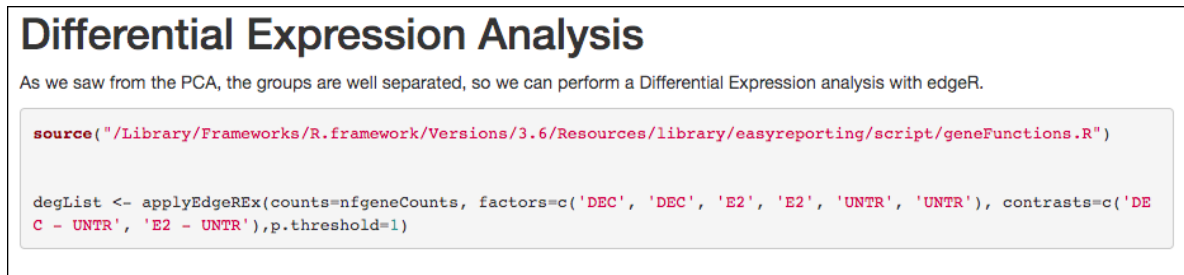 Differential Expression Analysis
As we saw from the PCA, the groups are well separated, so we can perform a Differential Expression analysis with edgeR.
source("/Library/Frameworks/R.framework/Versions/3.6/Resources/library/easyreporting/script/geneFunctions.R")
degList <- applyEdgeREx(counts=nfgeneCounts, factors=c('DEC', 'DEC', 'E2', 'E2', 'UNTR', 'UNTR'), contrasts=c('DE
C - UNTR', 'E2 - UNTR'),p.threshold=1)